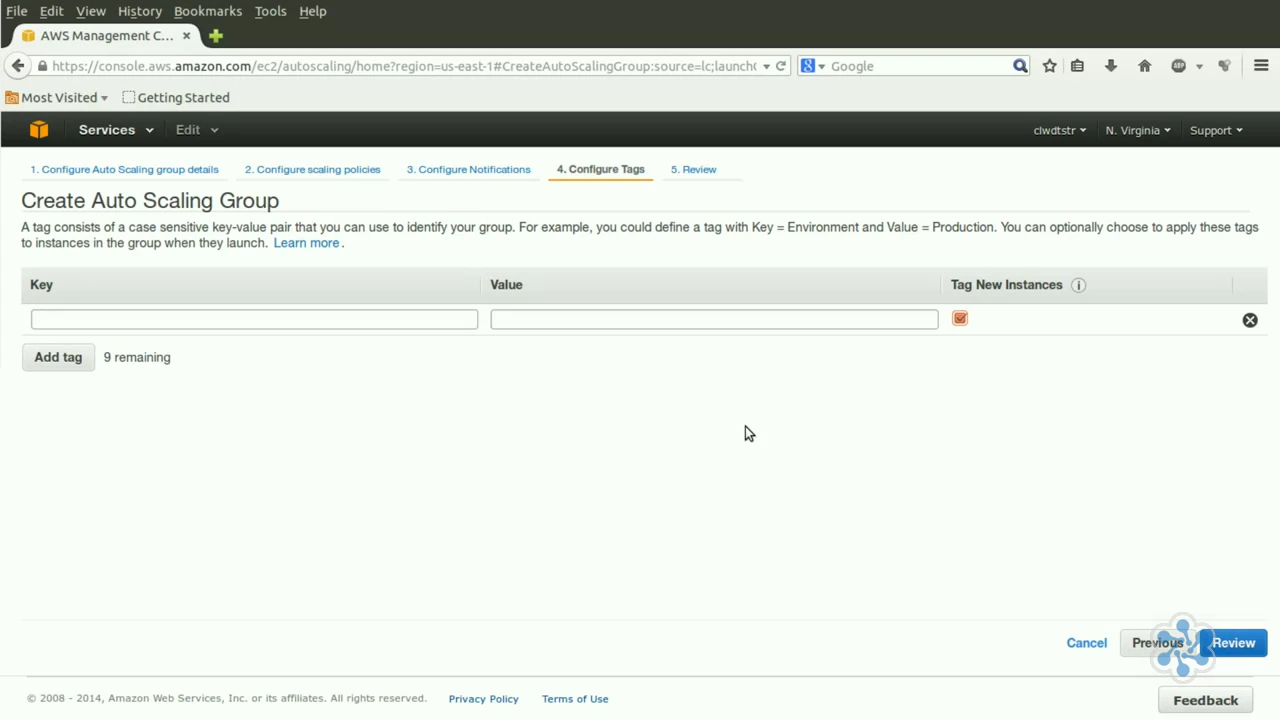 File Edit View History Bookmarks Tools Help
AWS Management C...
https://console.aws.amazon.com/ec2/autoscaling/home?region=us-east-1#CreateAutoScalingGroup:source=lc;launch Google
Most Visited Getting Started
Services Edit clwdtstr N. Virginia Support
1. Configure Auto Scaling group details 2. Configure scaling policies 3. Configure Notifications 4. Configure Tags 5. Review
Create Auto Scaling Group
A tag consists of a case sensitive key-value pair that you can use to identify your group. For example, you could define a tag with Key = Environment and Value = Production. You can optionally choose to apply these tags
to instances in the group when they launch. Learn more.
Key Value Tag New Instances i
Add tag 9 remaining
Cancel Previous Review
© 2008 - 2014, Amazon Web Services, Inc. or its affiliates. All rights reserved. Privacy Policy Terms of Use Feedback